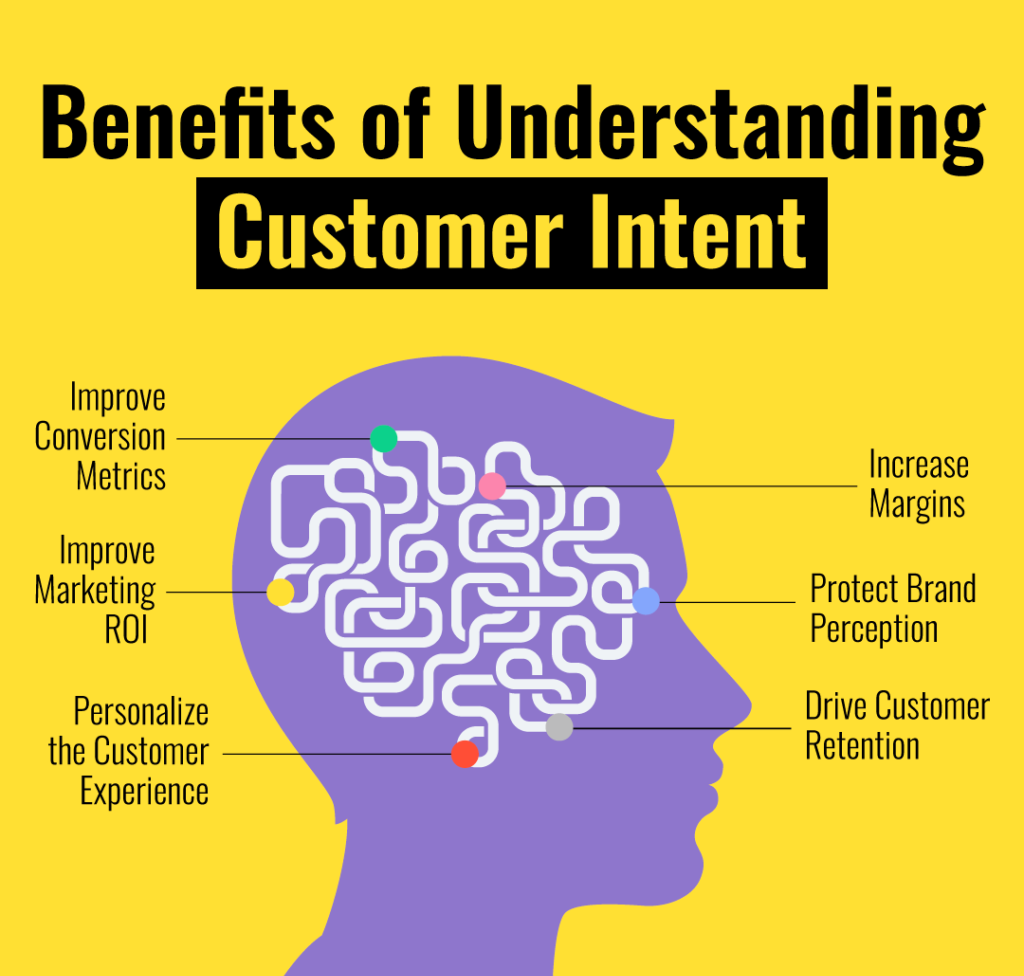 Benefits of Understanding
Customer Intent
Improve
Conversion
Metrics
Improve
Marketing
ROI
Personalize
the Customer
Experience
Increase
Margins
Protect Brand
Perception
Drive Customer
Retention